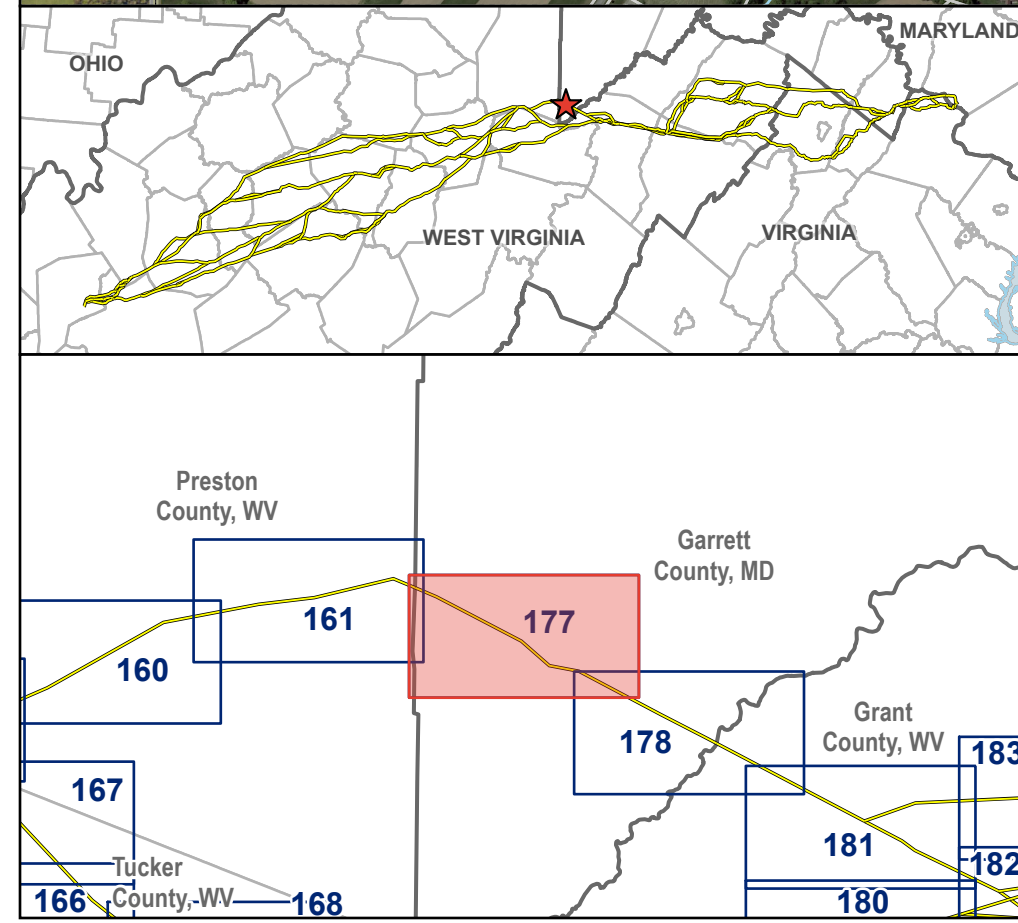 MARYLAND
OHIO
WEST VIRGINIA
VIRGINIA
Preston
County, WV
Garrett
County, MD
161
177
160
Grant
County, WV
178
183
167
181
182
Tucker
County, WV
166
168
180